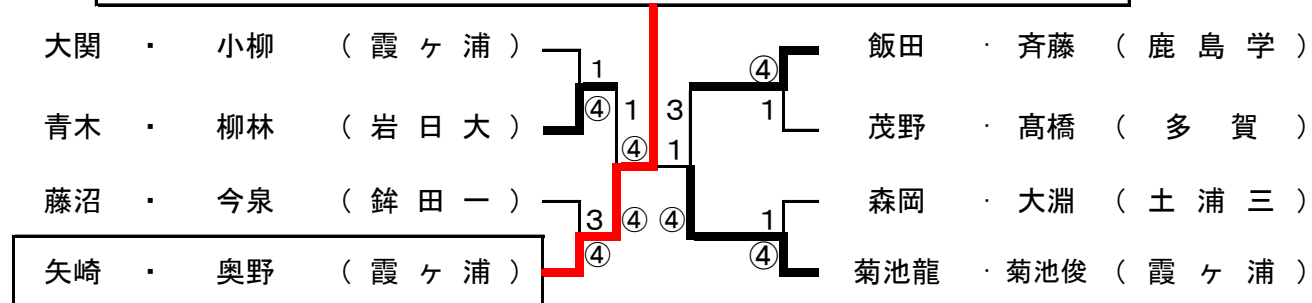 大関 ・ 小柳 ( 霞ヶ浦 ) 飯田 · 斉藤 ( 鹿島学 )
1 ④
④ 1 3 1
青木 ・ 柳林 ( 岩日大 ) 茂野 · 髙橋 ( 多賀 )
④ 1
藤沼 ・ 今泉 ( 鉾田一 ) 森岡 · 大淵 ( 土浦三 )
3 ④ ④ 1
④ ④
矢崎 ・ 奥野 ( 霞ヶ浦 ) 菊池龍 · 菊池俊 ( 霞ヶ浦 )